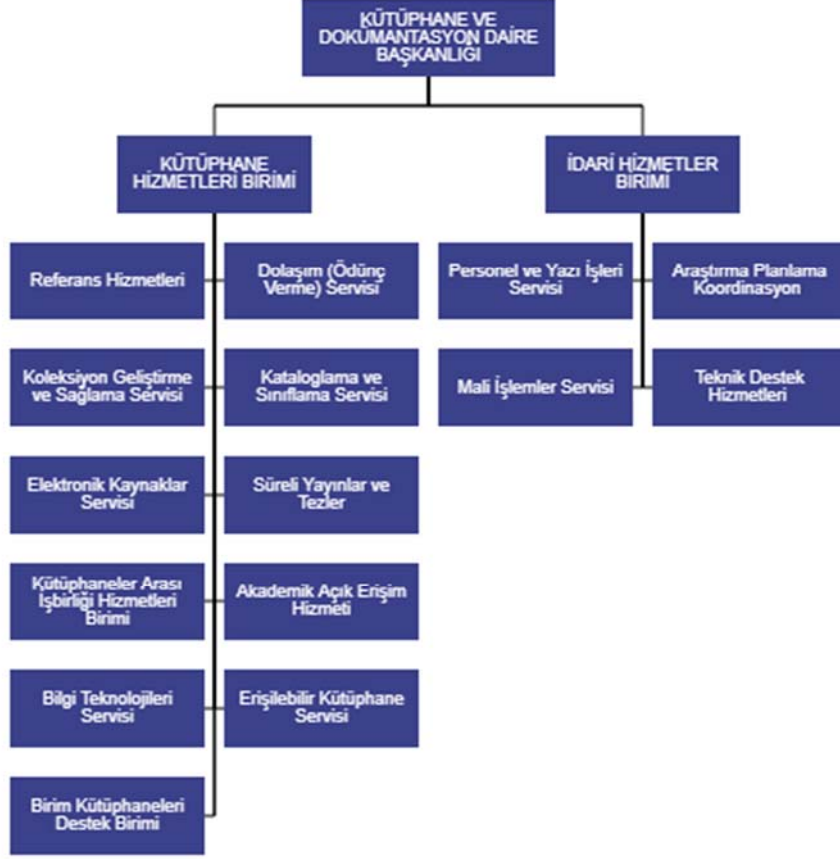 KÜTÜPHANE VE
DOKÜMANTASYON DAİRE
BAŞKANLIĞI
KÜTÜPHANE
HİZMETLERİ BİRİMİ
İDARİ HİZMETLER
BİRİMİ
Referans Hizmetleri
Dolaşım (Ödünç
Verme) Servisi
Personel ve Yazı İşleri
Servisi
Araştırma Planlama
Koordinasyon
Koleksiyon Geliştirme
ve Sağlama Servisi
Kataloglama ve
Sınıflama Servisi
Mali İşlemler Servisi
Teknik Destek
Hizmetleri
Elektronik Kaynaklar
Servisi
Süreli Yayınlar ve
Tezler
Kütüphaneler Arası
İşbirliği Hizmetleri
Birimi
Akademik Açık Erişim
Hizmeti
Bilgi Teknolojileri
Servisi
Erişilebilir Kütüphane
Servisi
Birim Kütüphaneleri
Destek Birimi